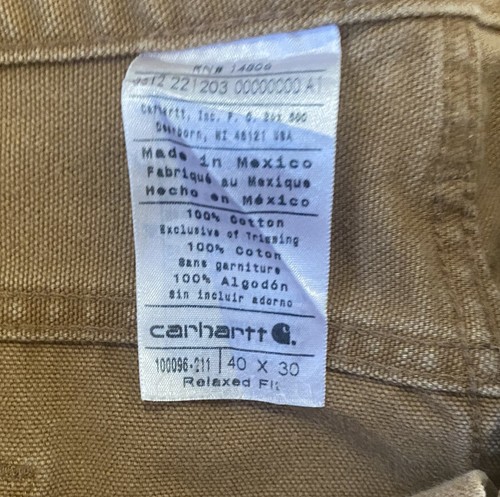 RN# 14806
0612 22 203 00000000 A1
Carhartt, Inc. P. O. Box 600
Dearborn, MI 48121 USA
Made in Mexico
Fabriqué au Mexique
Hecho en México
100% Cotton
Exclusive of Trimming
100% Coton
Sans garniture
100% Algodón
Sin incluir adorno
carhartt
100096-211 40 X 30
Relaxed Fit